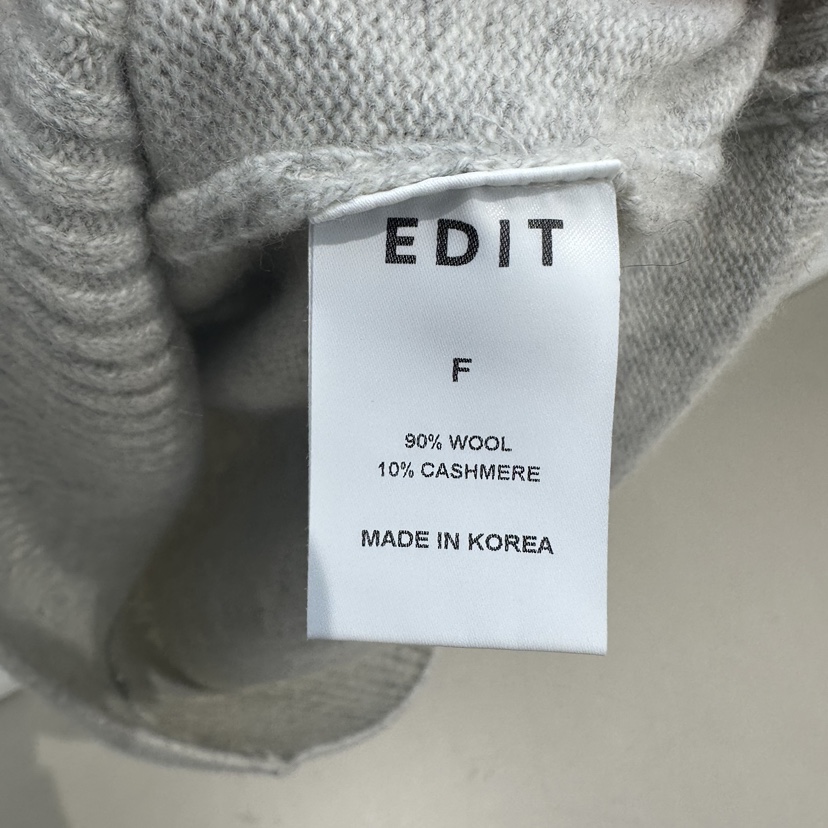 EDIT
F
90% WOOL
10% CASHMERE
MADE IN KOREA